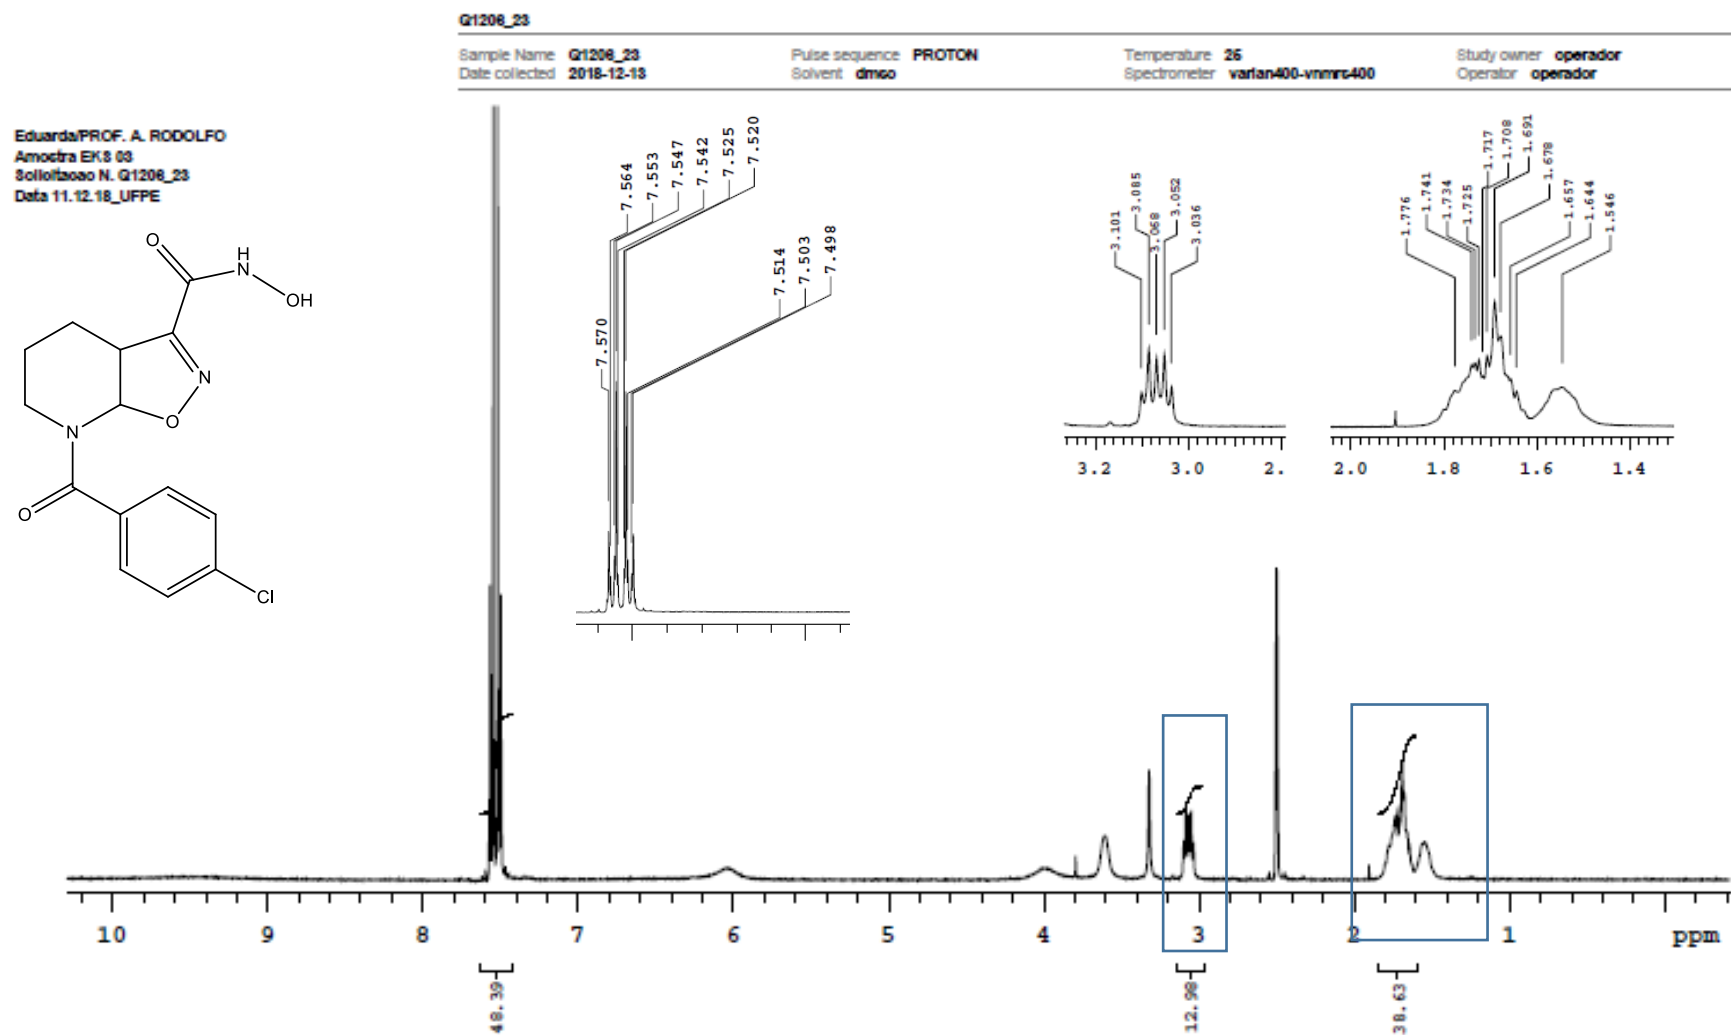 Q1206_23
Sample Name Q1206_23 Pulse sequence PROTON Temperature 25 Study owner operador
Date collected 2018-12-13 Solvent dmso Spectrometer varian400-vnmrs400 Operator operador
Eduarda/PROF. A. RODOLFO
Amostra EKS 03
Solicitacao N. Q1206_23
Data 11.12.18_UFPE
O
H
N
OH
N
O
N
O
Cl
7.570
7.564
7.553
7.547
7.542
7.525
7.520
7.514
7.503
7.498
3.101
3.085
3.068
3.052
3.036
3.2 3.0 2.
1.776
1.741
1.734
1.725
1.717
1.708
1.691
1.678
1.657
1.644
1.546
2.0 1.8 1.6 1.4
10 9 8 7 6 5 4 3 2 1 ppm
48.39
12.98
38.63